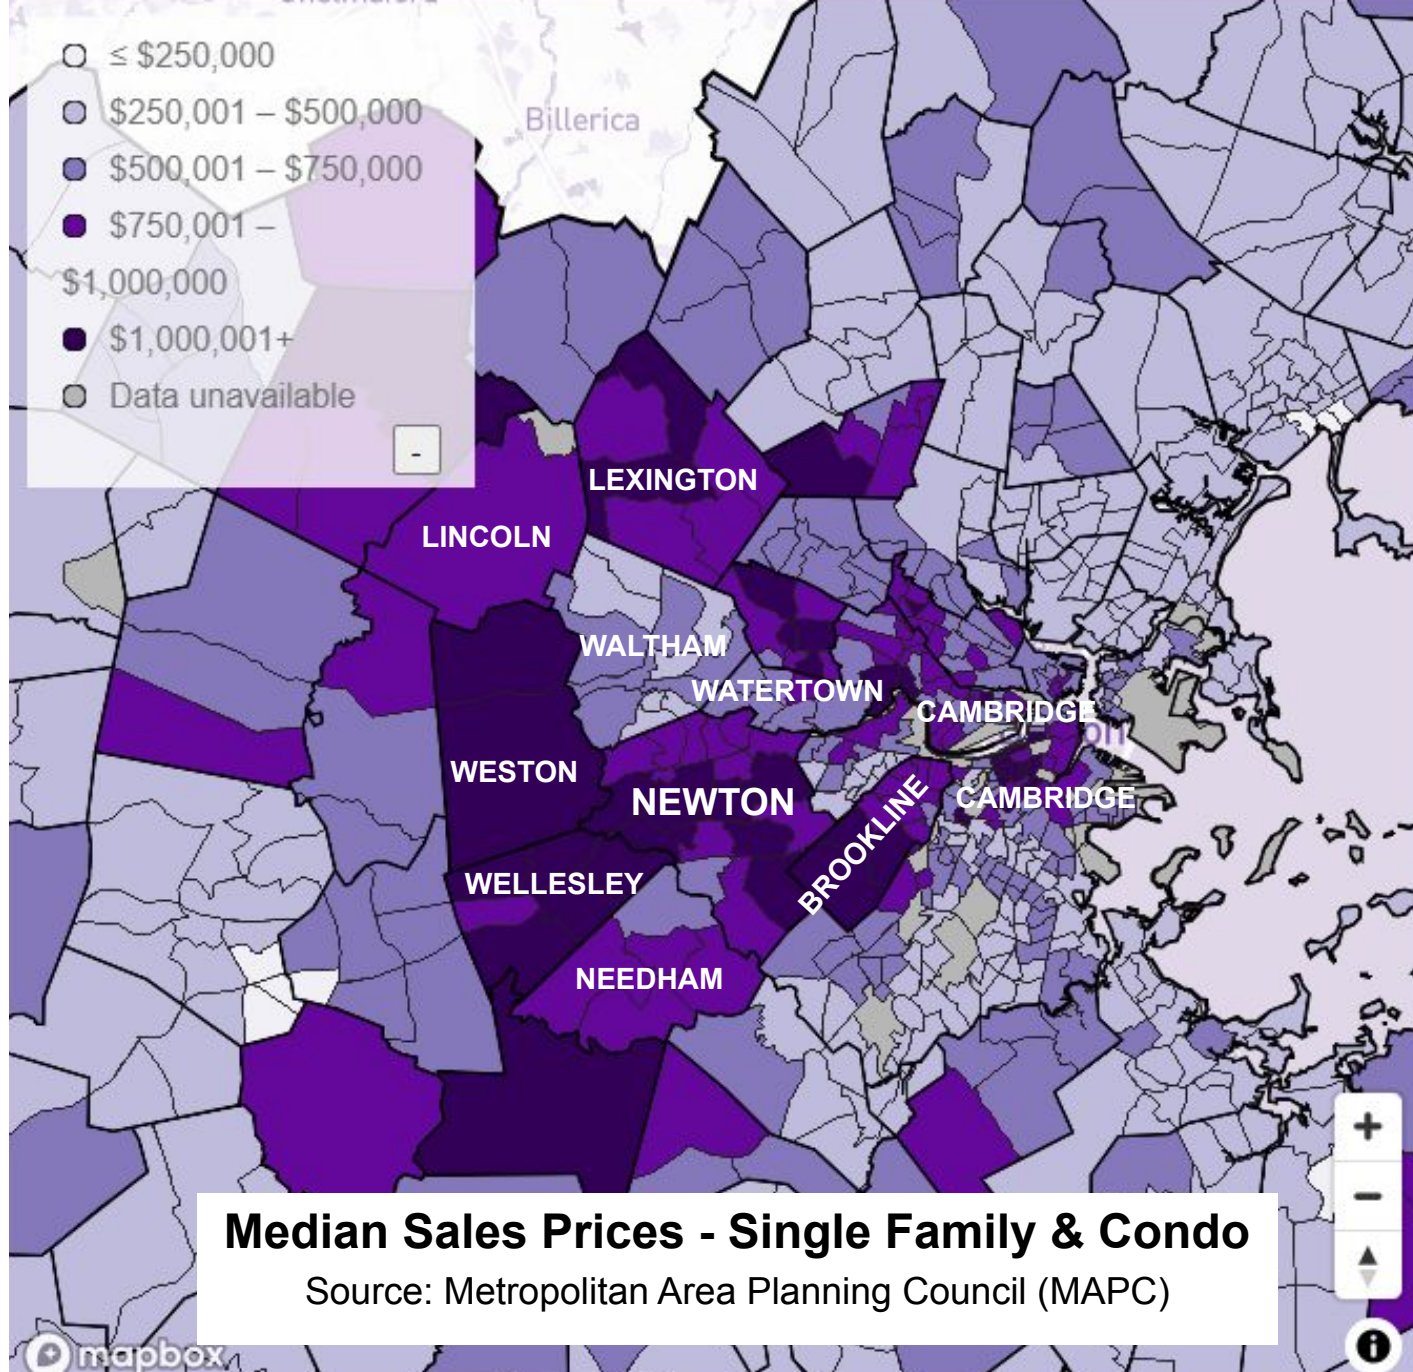 ≤ $250,000
$250,001 – $500,000
$500,001 – $750,000
$750,001 –
$1,000,000
$1,000,001+
Data unavailable
-
Billerica
LEXINGTON
LINCOLN
WALTHAM
WATERTOWN
CAMBRIDGE
WESTON
NEWTON
CAMBRIDGE
BROOKLINE
WELLESLEY
NEEDHAM
Median Sales Prices - Single Family & Condo
Source: Metropolitan Area Planning Council (MAPC)
mapbox